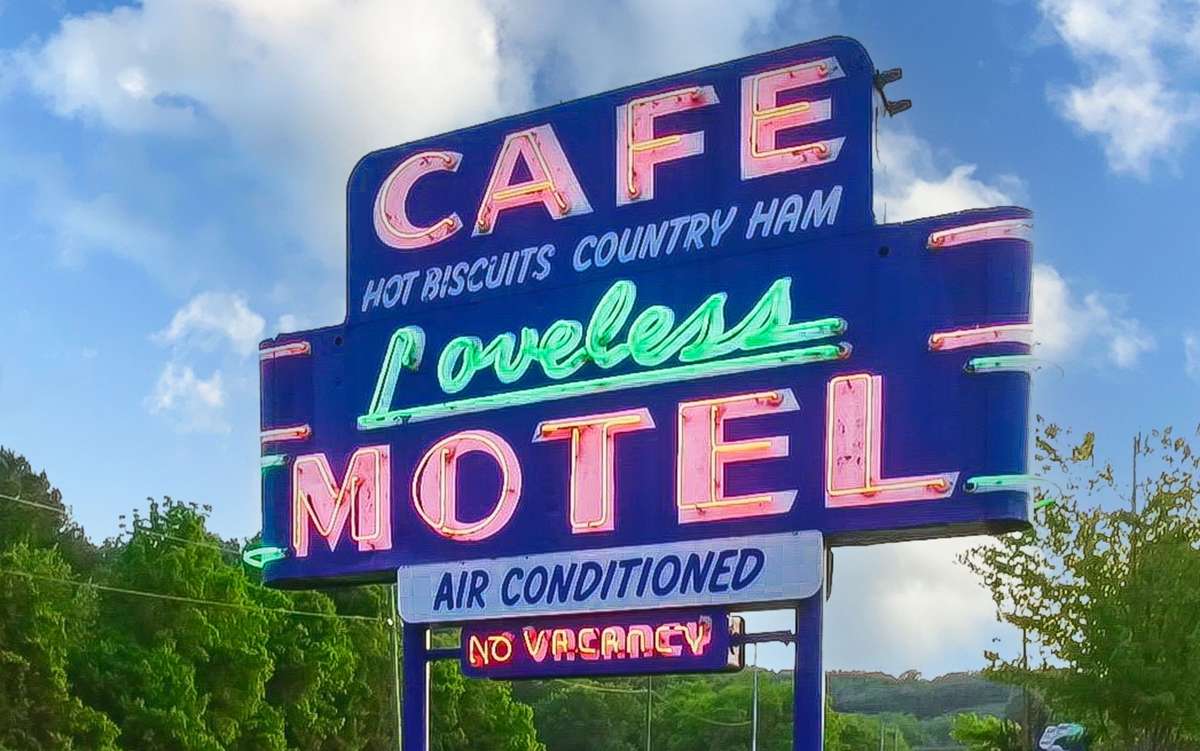 CAFE
HOT BISCUITS COUNTRY HAM
Loveless
MOTEL
AIR CONDITIONED
NO VACANCY